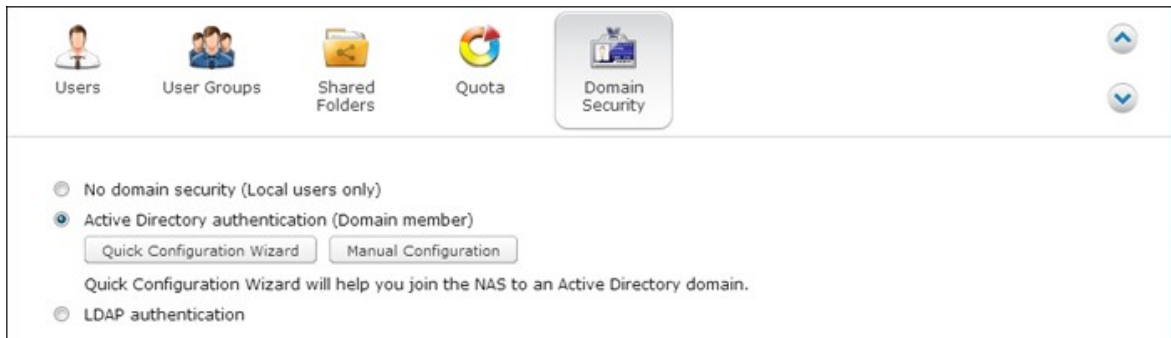 Users
User Groups
Shared
Folders
Quota
Domain
Security
No domain security (Local users only)
Active Directory authentication (Domain member)
Quick Configuration Wizard
Manual Configuration
Quick Configuration Wizard will help you join the NAS to an Active Directory domain.
LDAP authentication